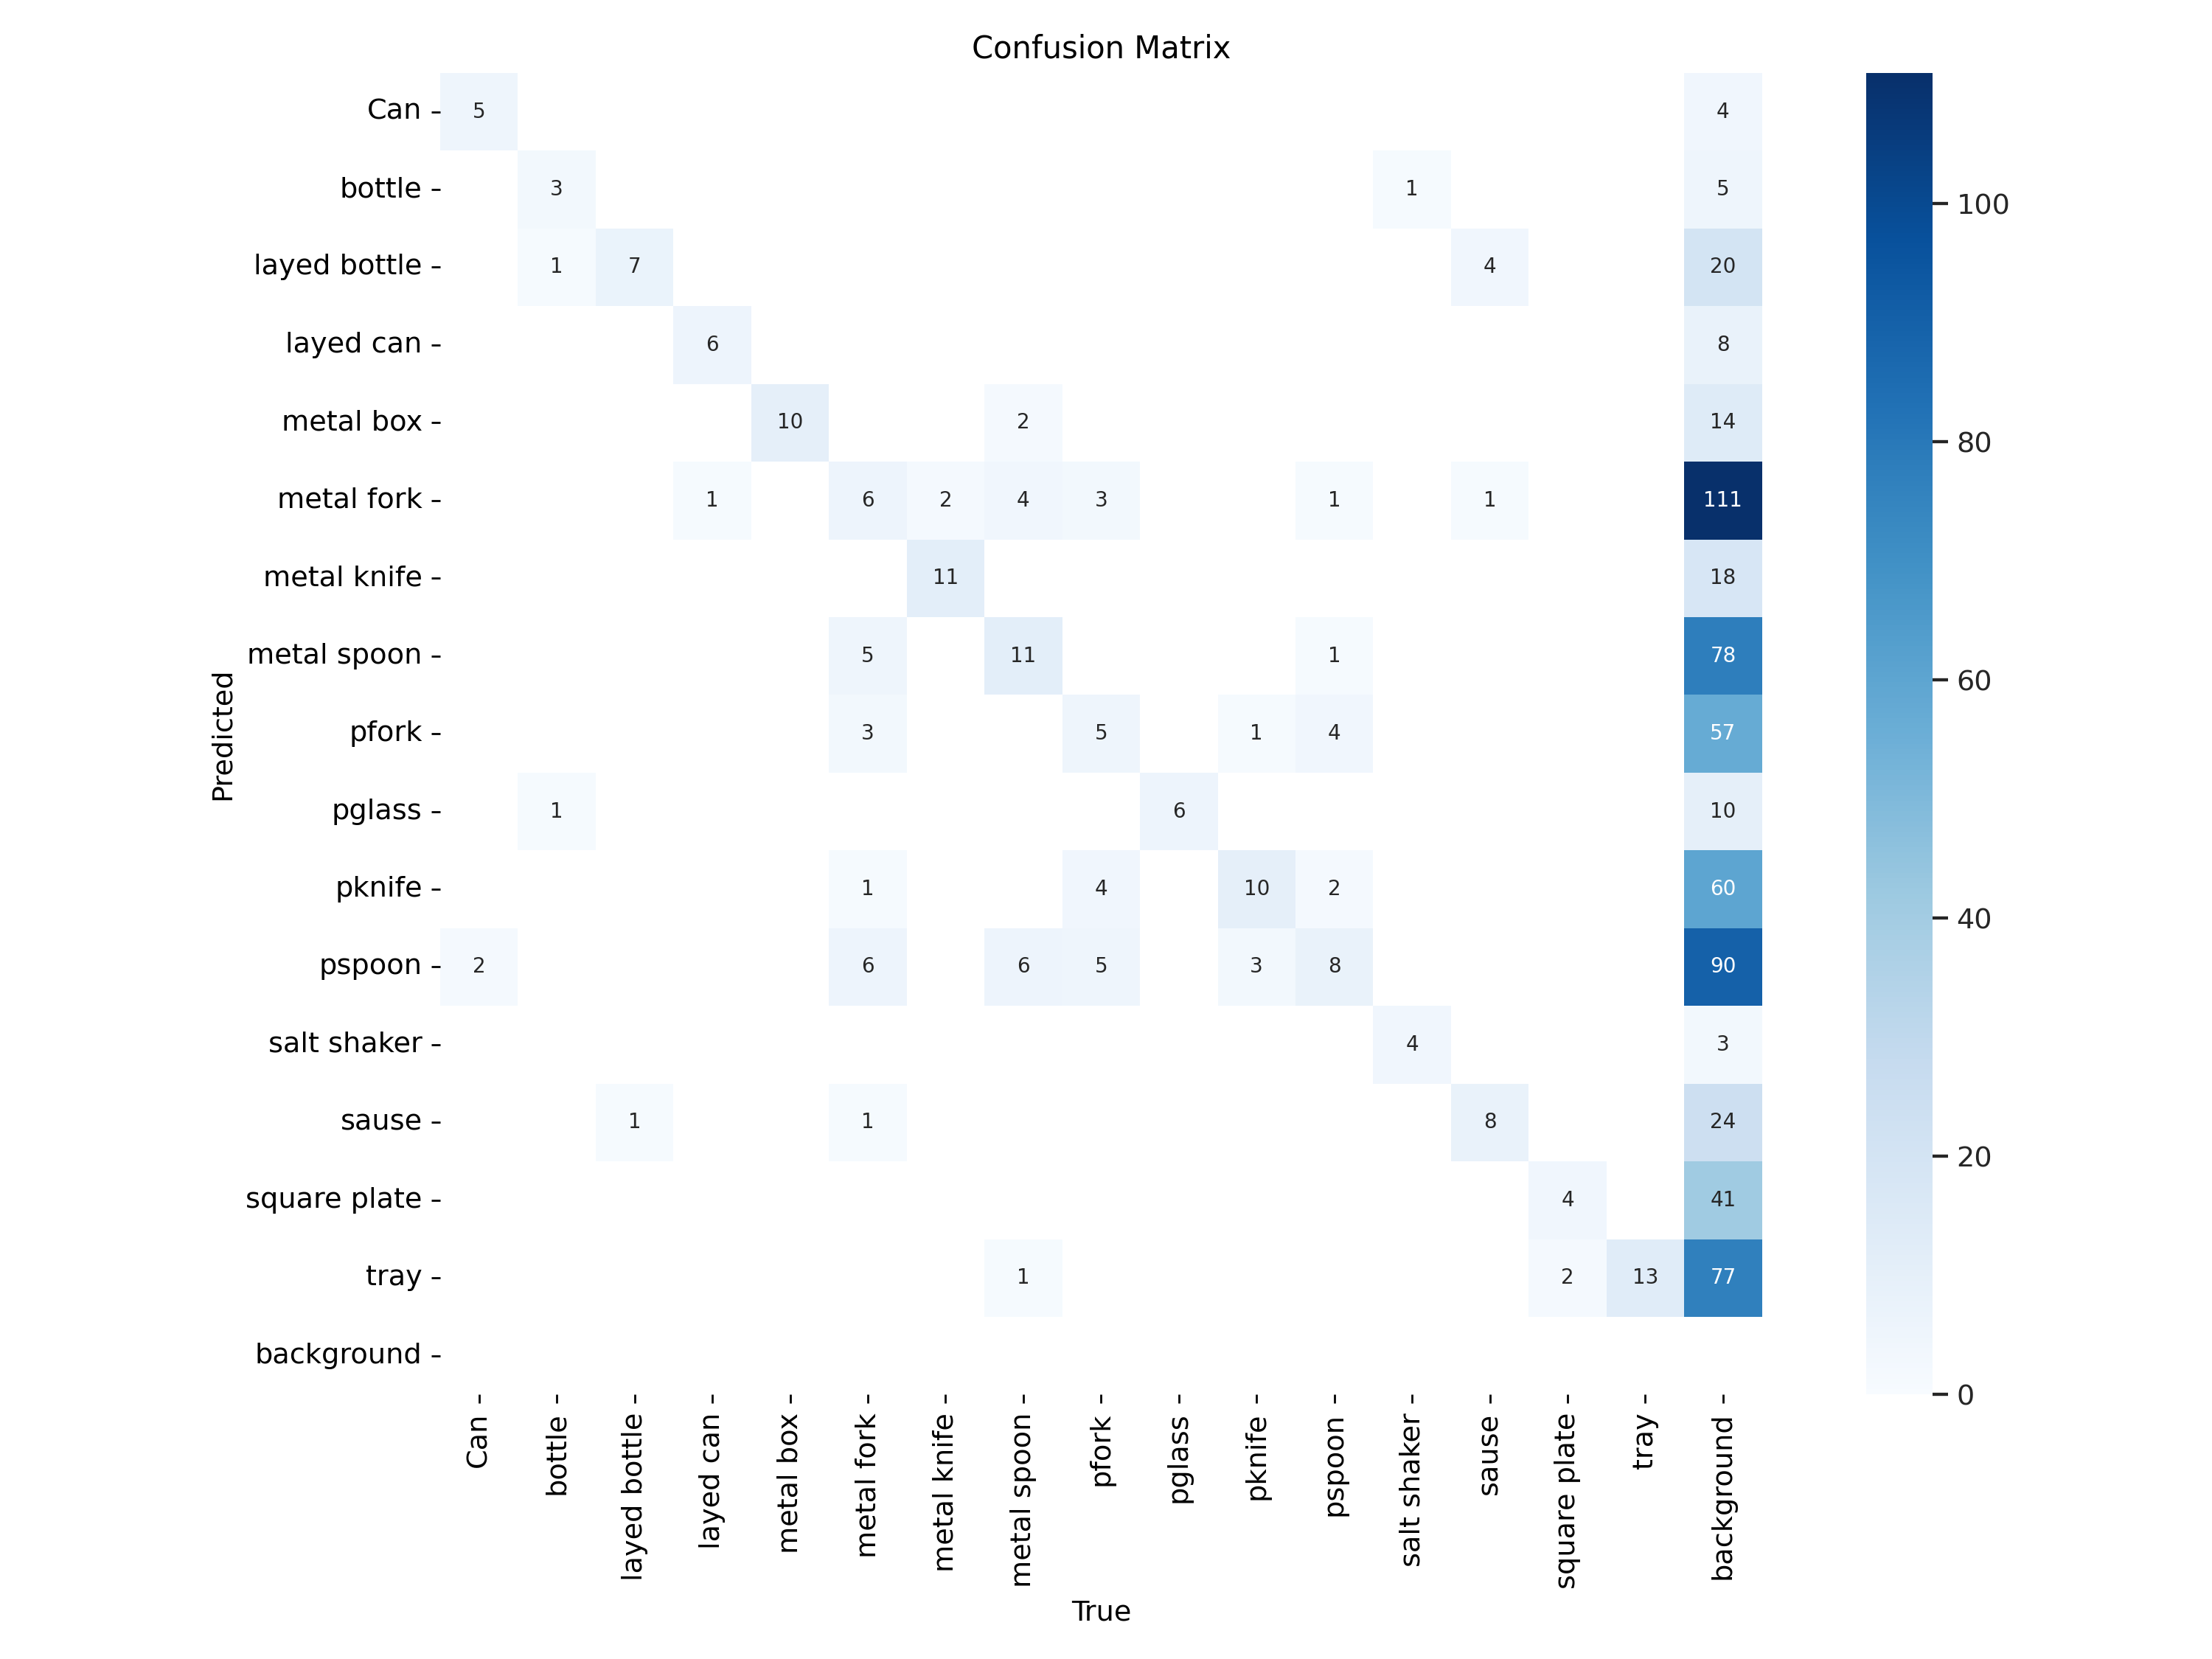 Confusion Matrix
Can 5 4
bottle 3 1 5
layed bottle 1 7 4 20
layed can 6 8
metal box 10 2 14
metal fork 1 6 2 4 3 1 1 111
metal knife 11 18
metal spoon 5 11 1 78
pfork 3 5 1 4 57
pglass 1 6 10
pknife 1 4 10 2 60
pspoon 2 6 6 5 3 8 90
salt shaker 4 3
sause 1 1 8 24
square plate 4 41
tray 1 2 13 77
background
Predicted
Can
bottle
layed bottle
layed can
metal box
metal fork
metal knife
metal spoon
pfork
pglass
pknife
pspoon
salt shaker
sause
square plate
tray
background
True
100
80
60
40
20
0